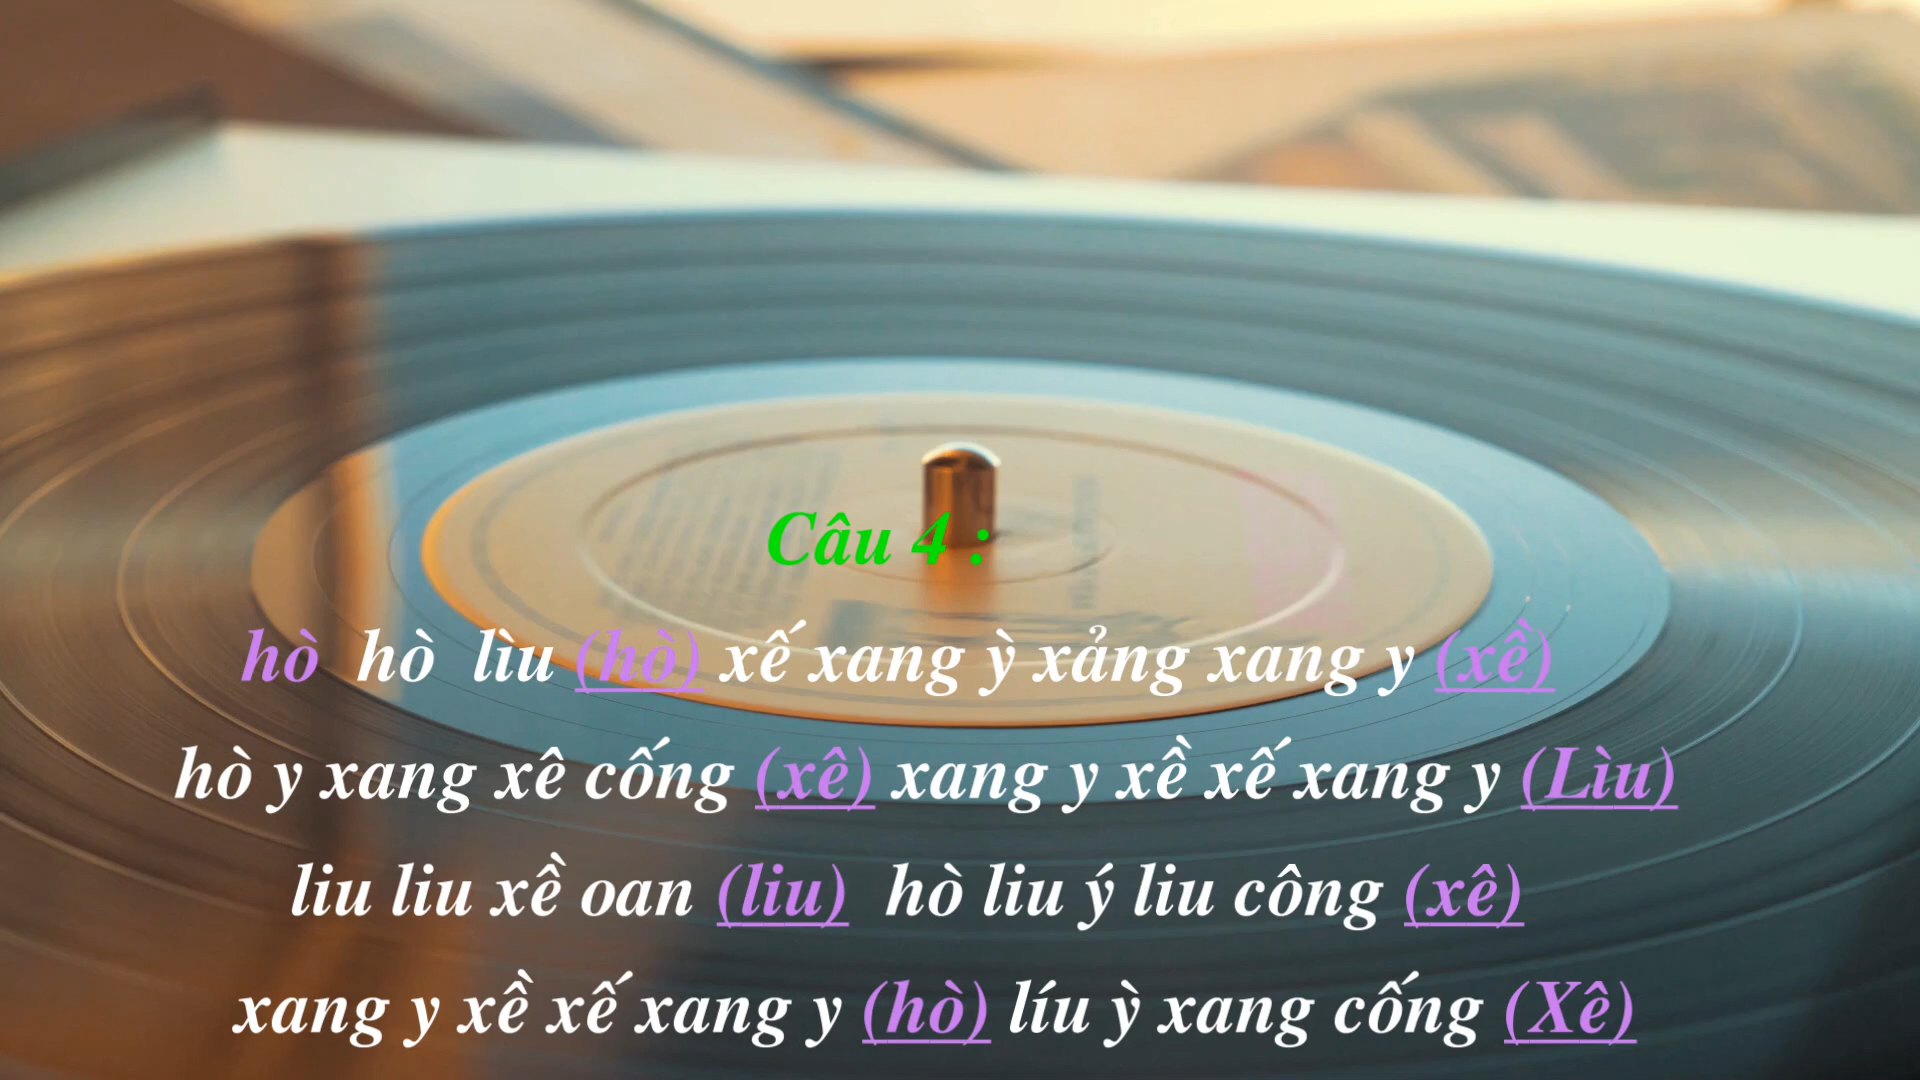 Câu 4 :
hò hò lìu (hò) xế xang ỳ xảng xang y (xề)
hò y xang xê cống (xê) xang y xề xế xang y (Lìu)
liu liu xề oan (liu) hò liu ý liu công (xê)
xang y xề xế xang y (hò) líu ỳ xang cống (Xê)